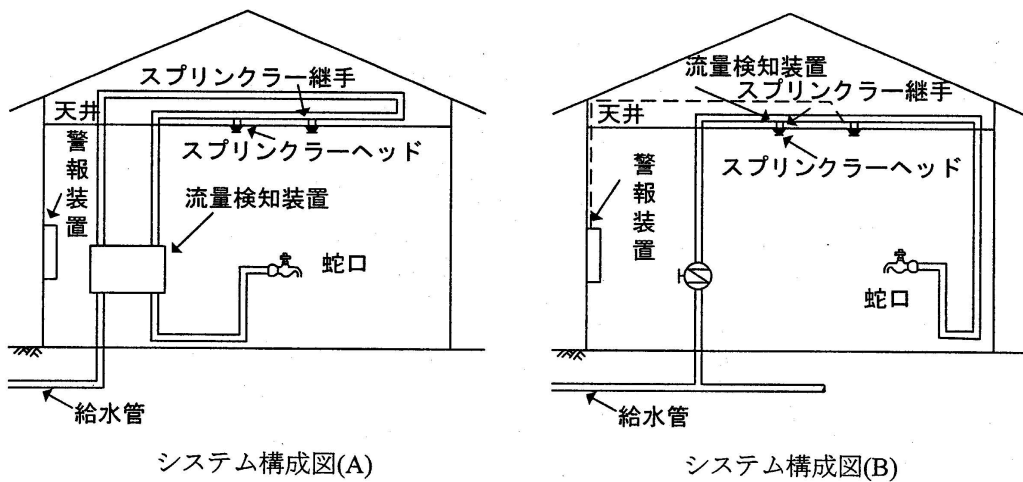 スプリンクラー継手
天井
スプリンクラーヘッド
警報装置
流量検知装置
蛇口
給水管
システム構成図(A)
流量検知装置
スプリンクラー継手
天井
スプリンクラーヘッド
警報装置
蛇口
給水管
システム構成図(B)